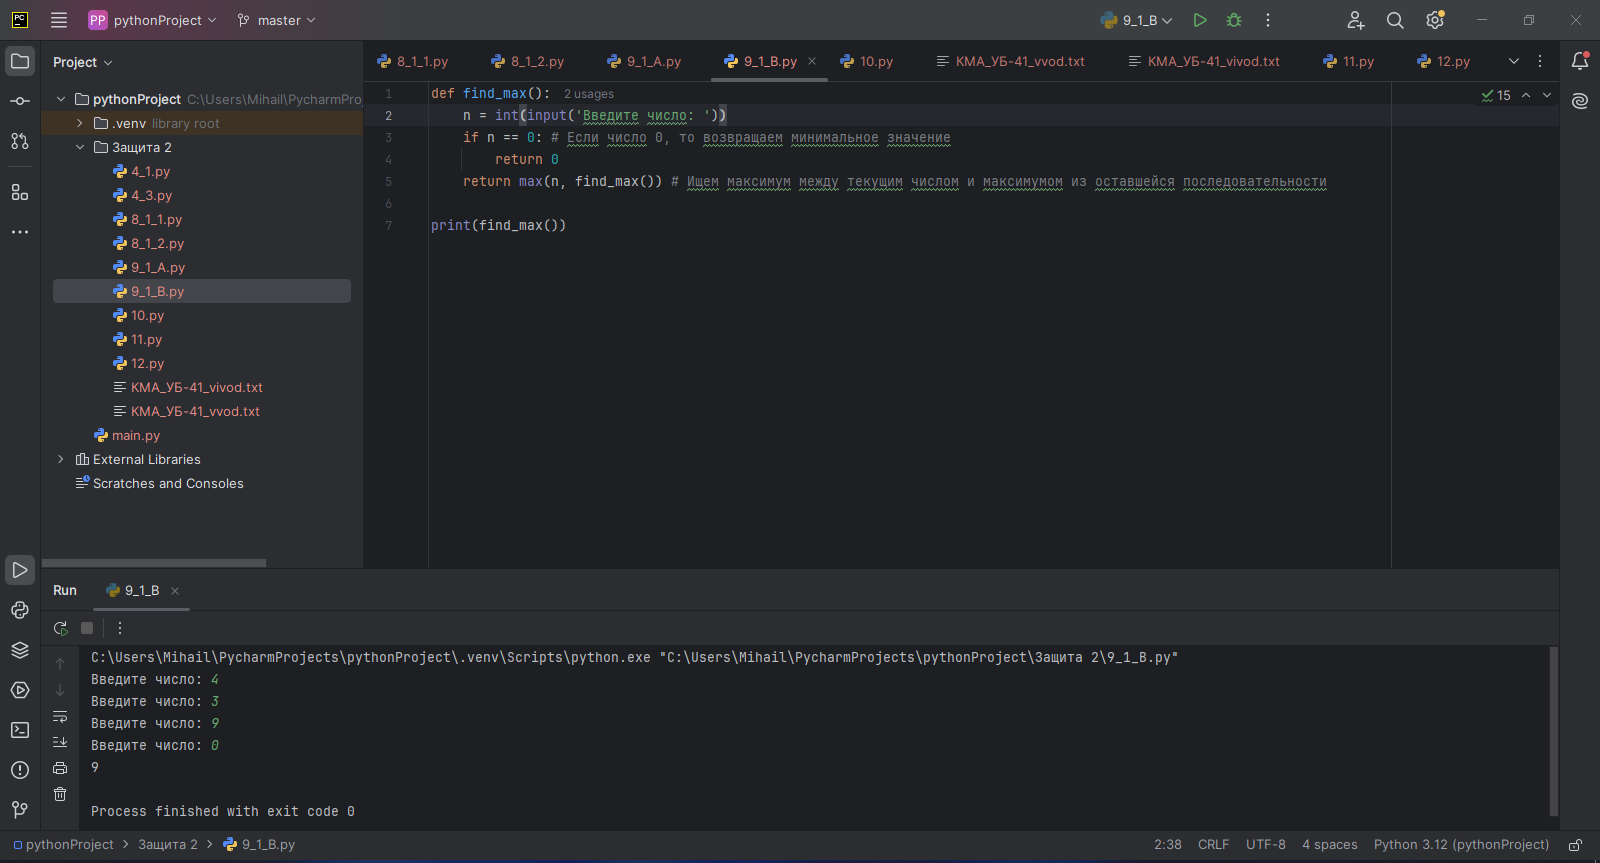 PC
PP pythonProject master 9_1_B
Project
pythonProject C:\Users\Mihail\PycharmPro
.venv library root
Защита 2
4_1.py
4_3.py
8_1_1.py
8_1_2.py
9_1_A.py
9_1_B.py
10.py
11.py
12.py
КМА_УБ-41_vivod.txt
КМА_УБ-41_vvod.txt
main.py
External Libraries
Scratches and Consoles
8_1_1.py 8_1_2.py 9_1_A.py 9_1_B.py 10.py КМА_УБ-41_vvod.txt КМА_УБ-41_vivod.txt 11.py 12.py
15
1 def find_max(): 2 usages
2 n = int(input('Введите число: '))
3 if n == 0: # Если число 0, то возвращаем минимальное значение
4 return 0
5 return max(n, find_max()) # Ищем максимум между текущим числом и максимумом из оставшейся последовательности
6
7 print(find_max())
Run 9_1_B
C:\Users\Mihail\PycharmProjects\pythonProject\.venv\Scripts\python.exe "C:\Users\Mihail\PycharmProjects\pythonProject\Защита 2\9_1_B.py"
Введите число: 4
Введите число: 3
Введите число: 9
Введите число: 0
9
Process finished with exit code 0
pythonProject > Защита 2 > 9_1_B.py 2:38 CRLF UTF-8 4 spaces Python 3.12 (pythonProject)